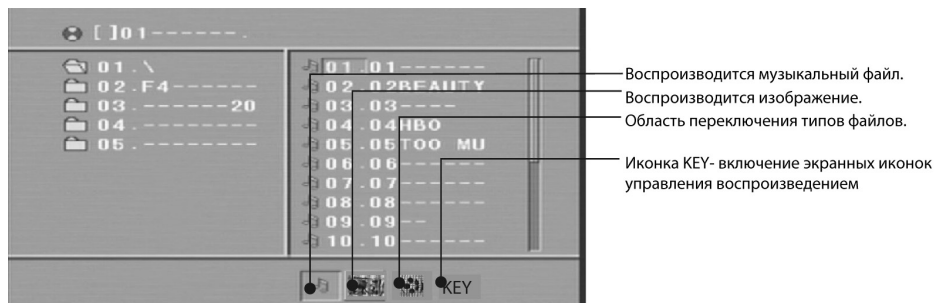 [ ]01------.
01.\
02.F4------
03.------20
04.--------
05.--------
01.01------
02.02BEAUTY
03.03----
04.04HBO
05.05TOO MU
06.06------
07.07------
08.08------
09.09--
10.10------
KEY
Воспроизводится музыкальный файл.
Воспроизводится изображение.
Область переключения типов файлов.
Иконка KEY- включение экранных иконок
управления воспроизведением